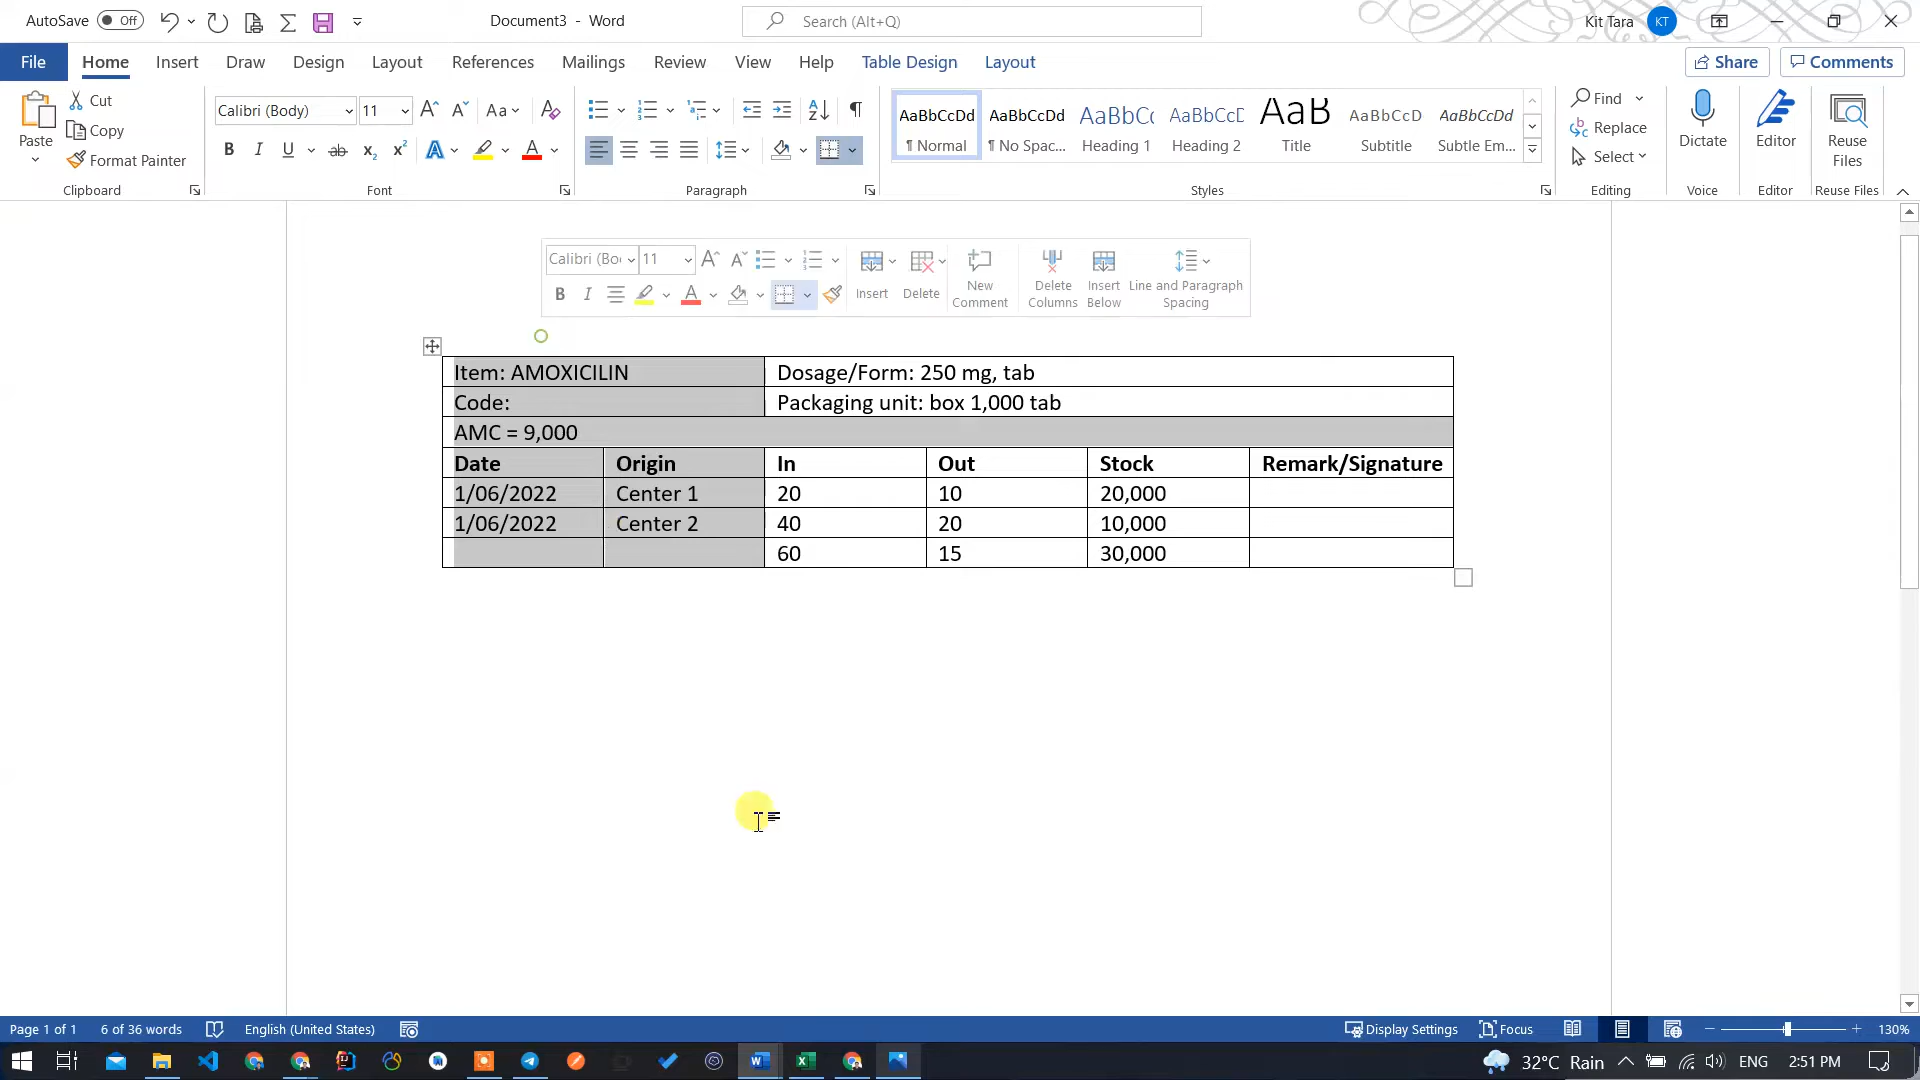 AutoSave Off Document3 - Word Search (Alt+Q) Kit Tara KT
File Home Insert Draw Design Layout References Mailings Review View Help Table Design Layout Share Comments
Paste Cut Copy Format Painter
Clipboard
Calibri (Body) 11
Font
Paragraph
AaBbCcDd ¶ Normal
AaBbCcDd ¶ No Spac...
AaBbCc Heading 1
AaBbCcD Heading 2
AaB Title
AaBbCcD Subtitle
AaBbCcDd Subtle Em...
Styles
Find
Replace
Select
Editing
Dictate
Voice
Editor
Editor
Reuse Files
Reuse Files
Calibri (Bo 11
Insert
Delete
New Comment
Delete Columns
Insert Below
Line and Paragraph Spacing
Item: AMOXICILIN Dosage/Form: 250 mg, tab
Code: Packaging unit: box 1,000 tab
AMC = 9,000
Date Origin In Out Stock Remark/Signature
1/06/2022 Center 1 20 10 20,000
1/06/2022 Center 2 40 20 10,000
60 15 30,000
Page 1 of 1 6 of 36 words English (United States) Display Settings Focus 130%
32°C Rain ENG 2:51 PM